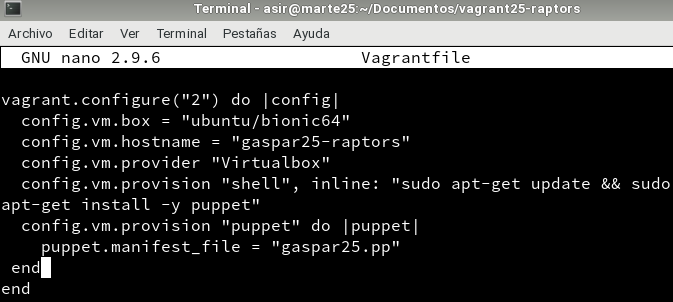 Terminal - asir@marte25:~/Documentos/vagrant25-raptors
Archivo Editar Ver Terminal Pestañas Ayuda
GNU nano 2.9.6 Vagrantfile
vagrant.configure("2") do |config|
config.vm.box = "ubuntu/bionic64"
config.vm.hostname = "gaspar25-raptors"
config.vm.provider "Virtualbox"
config.vm.provision "shell", inline: "sudo apt-get update && sudo
apt-get install -y puppet"
config.vm.provision "puppet" do |puppet|
puppet.manifest_file = "gaspar25.pp"
end
end